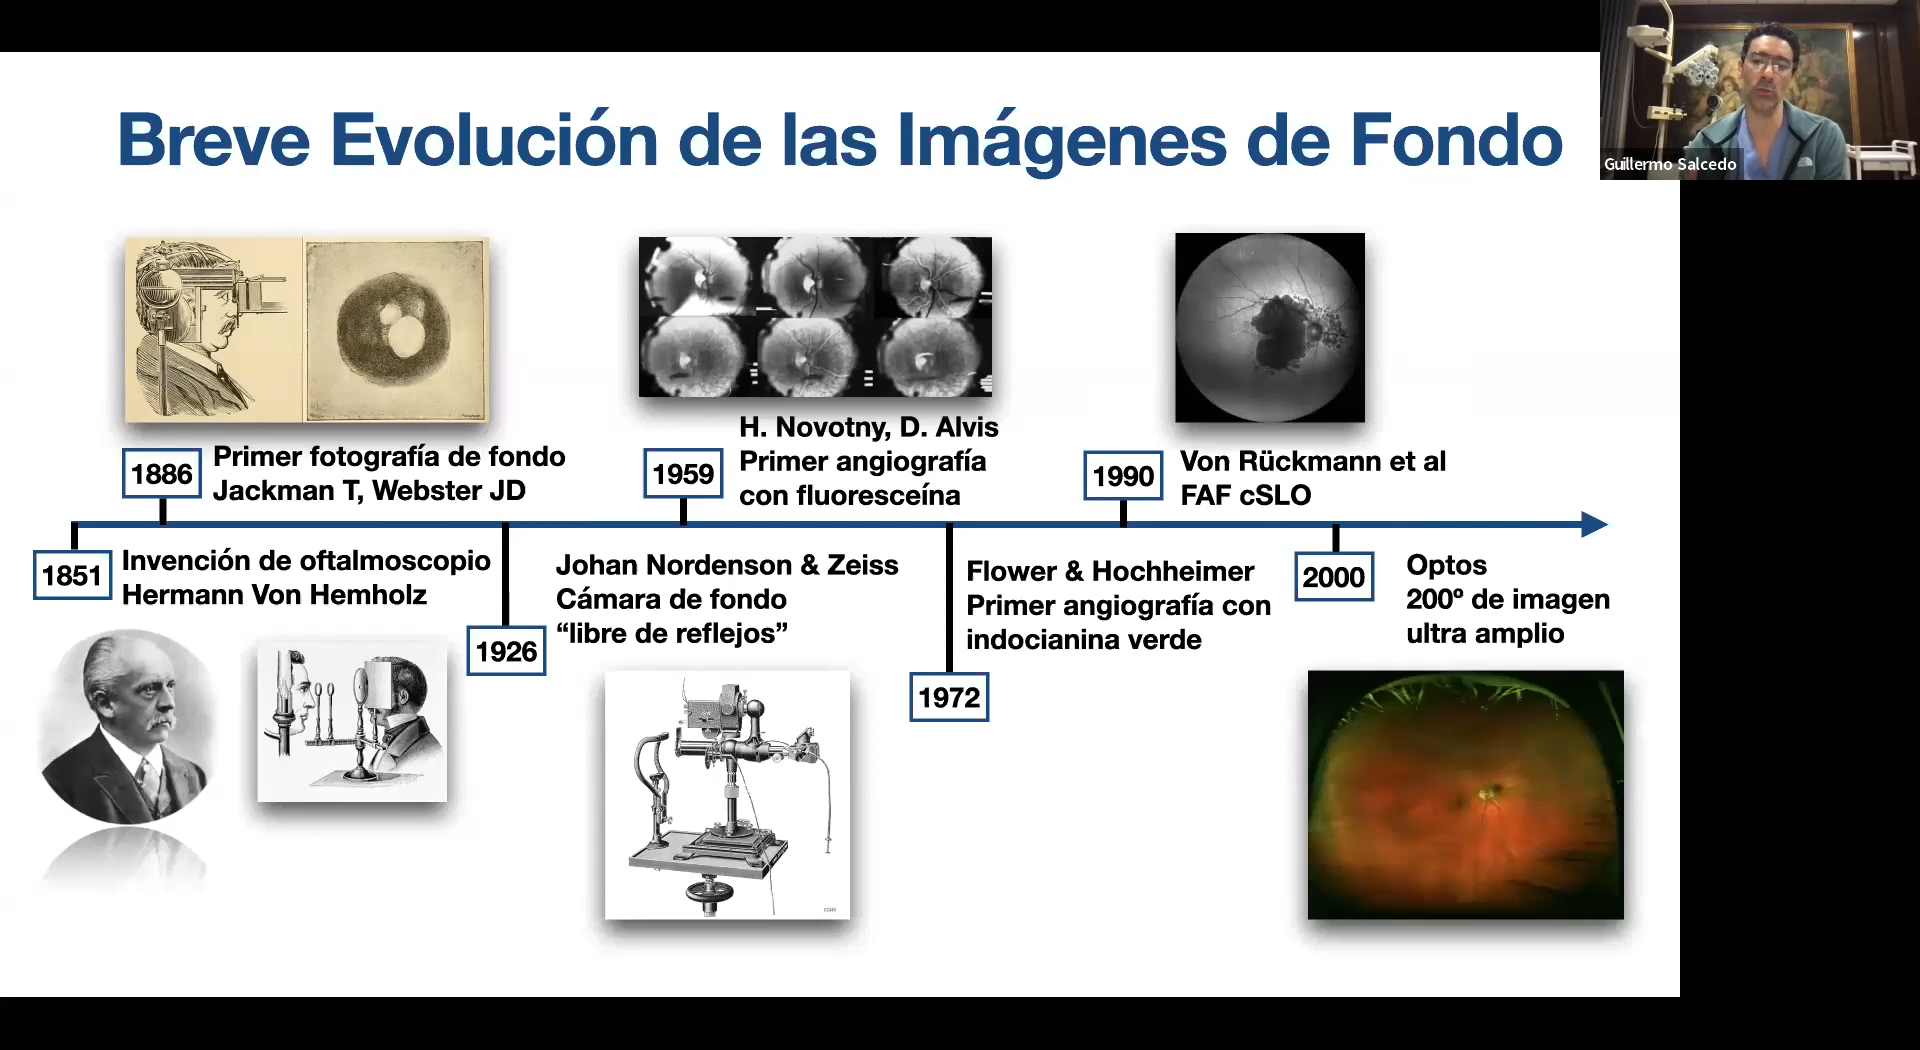 Breve Evolución de las Imágenes de Fondo
Guillermo Salcedo
1886
Primer fotografía de fondo
Jackman T, Webster JD
1959
H. Novotny, D. Alvis
Primer angiografía
con fluoresceína
1990
Von Rückmann et al
FAF cSLO
1851
Invención de oftalmoscopio
Hermann Von Hemholz
1926
Johan Nordenson & Zeiss
Cámara de fondo
“libre de reflejos”
1972
Flower & Hochheimer
Primer angiografía con
indocianina verde
2000
Optos
200º de imagen
ultra amplio